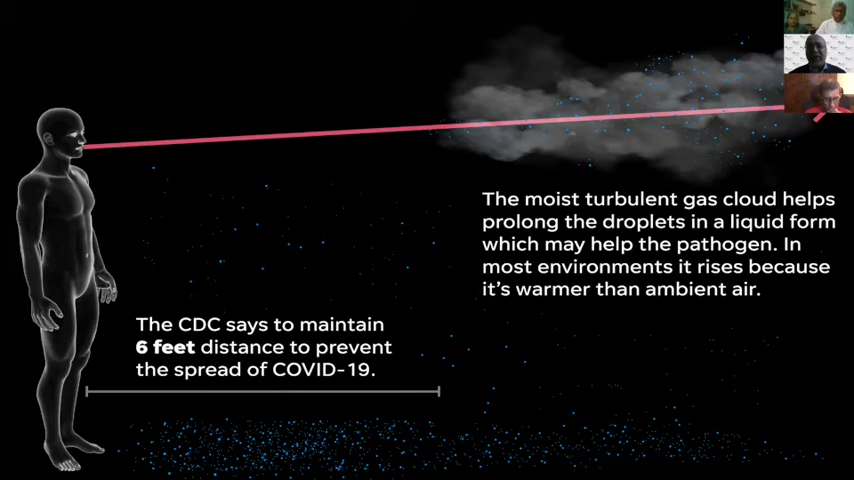 The moist turbulent gas cloud helps
prolong the droplets in a liquid form
which may help the pathogen. In
most environments it rises because
it's warmer than ambient air.
The CDC says to maintain
6 feet distance to prevent
the spread of COVID-19.